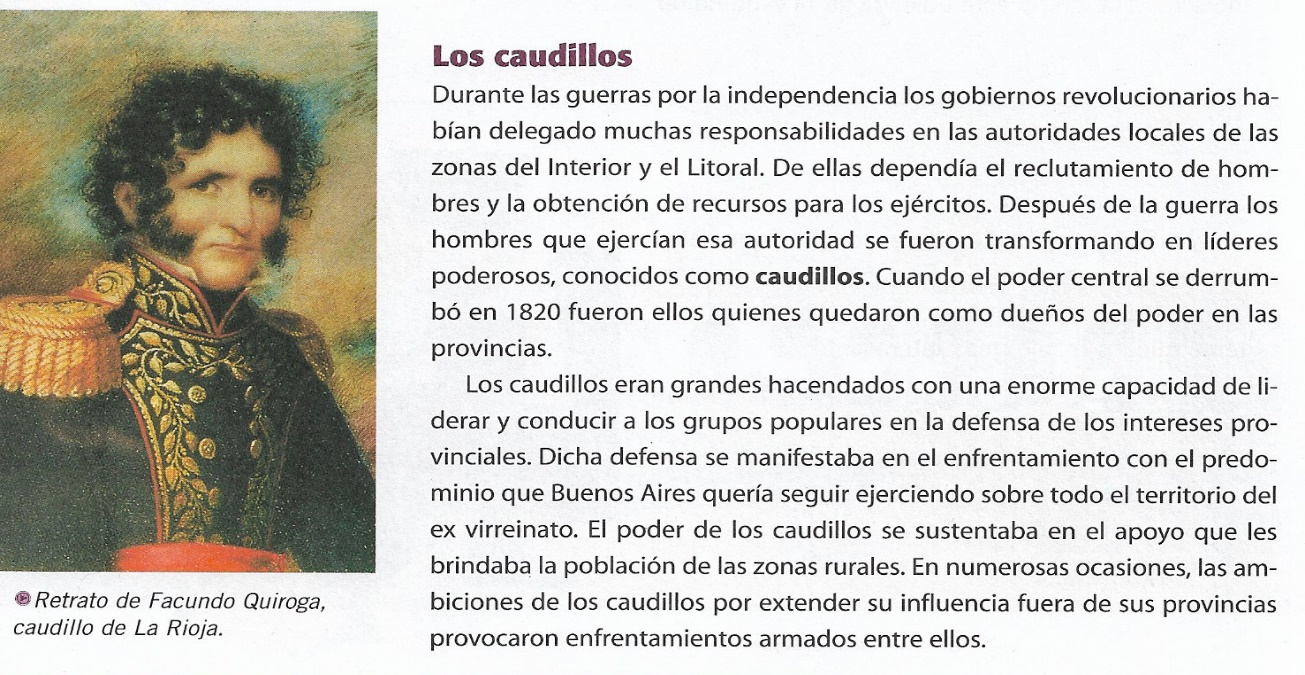 Los caudillos
Durante las guerras por la independencia los gobiernos revolucionarios ha-
bían delegado muchas responsabilidades en las autoridades locales de las
zonas del Interior y el Litoral. De ellas dependía el reclutamiento de hom-
bres y la obtención de recursos para los ejércitos. Después de la guerra los
hombres que ejercían esa autoridad se fueron transformando en líderes
poderosos, conocidos como caudillos. Cuando el poder central se derrum-
bó en 1820 fueron ellos quienes quedaron como dueños del poder en las
provincias.
Los caudillos eran grandes hacendados con una enorme capacidad de li-
derar y conducir a los grupos populares en la defensa de los intereses pro-
vinciales. Dicha defensa se manifestaba en el enfrentamiento con el predo-
minio que Buenos Aires quería seguir ejerciendo sobre todo el territorio del
ex virreinato. El poder de los caudillos se sustentaba en el apoyo que les
brindaba la población de las zonas rurales. En numerosas ocasiones, las am-
biciones de los caudillos por extender su influencia fuera de sus provincias
provocaron enfrentamientos armados entre ellos.
Retrato de Facundo Quiroga,
caudillo de La Rioja.